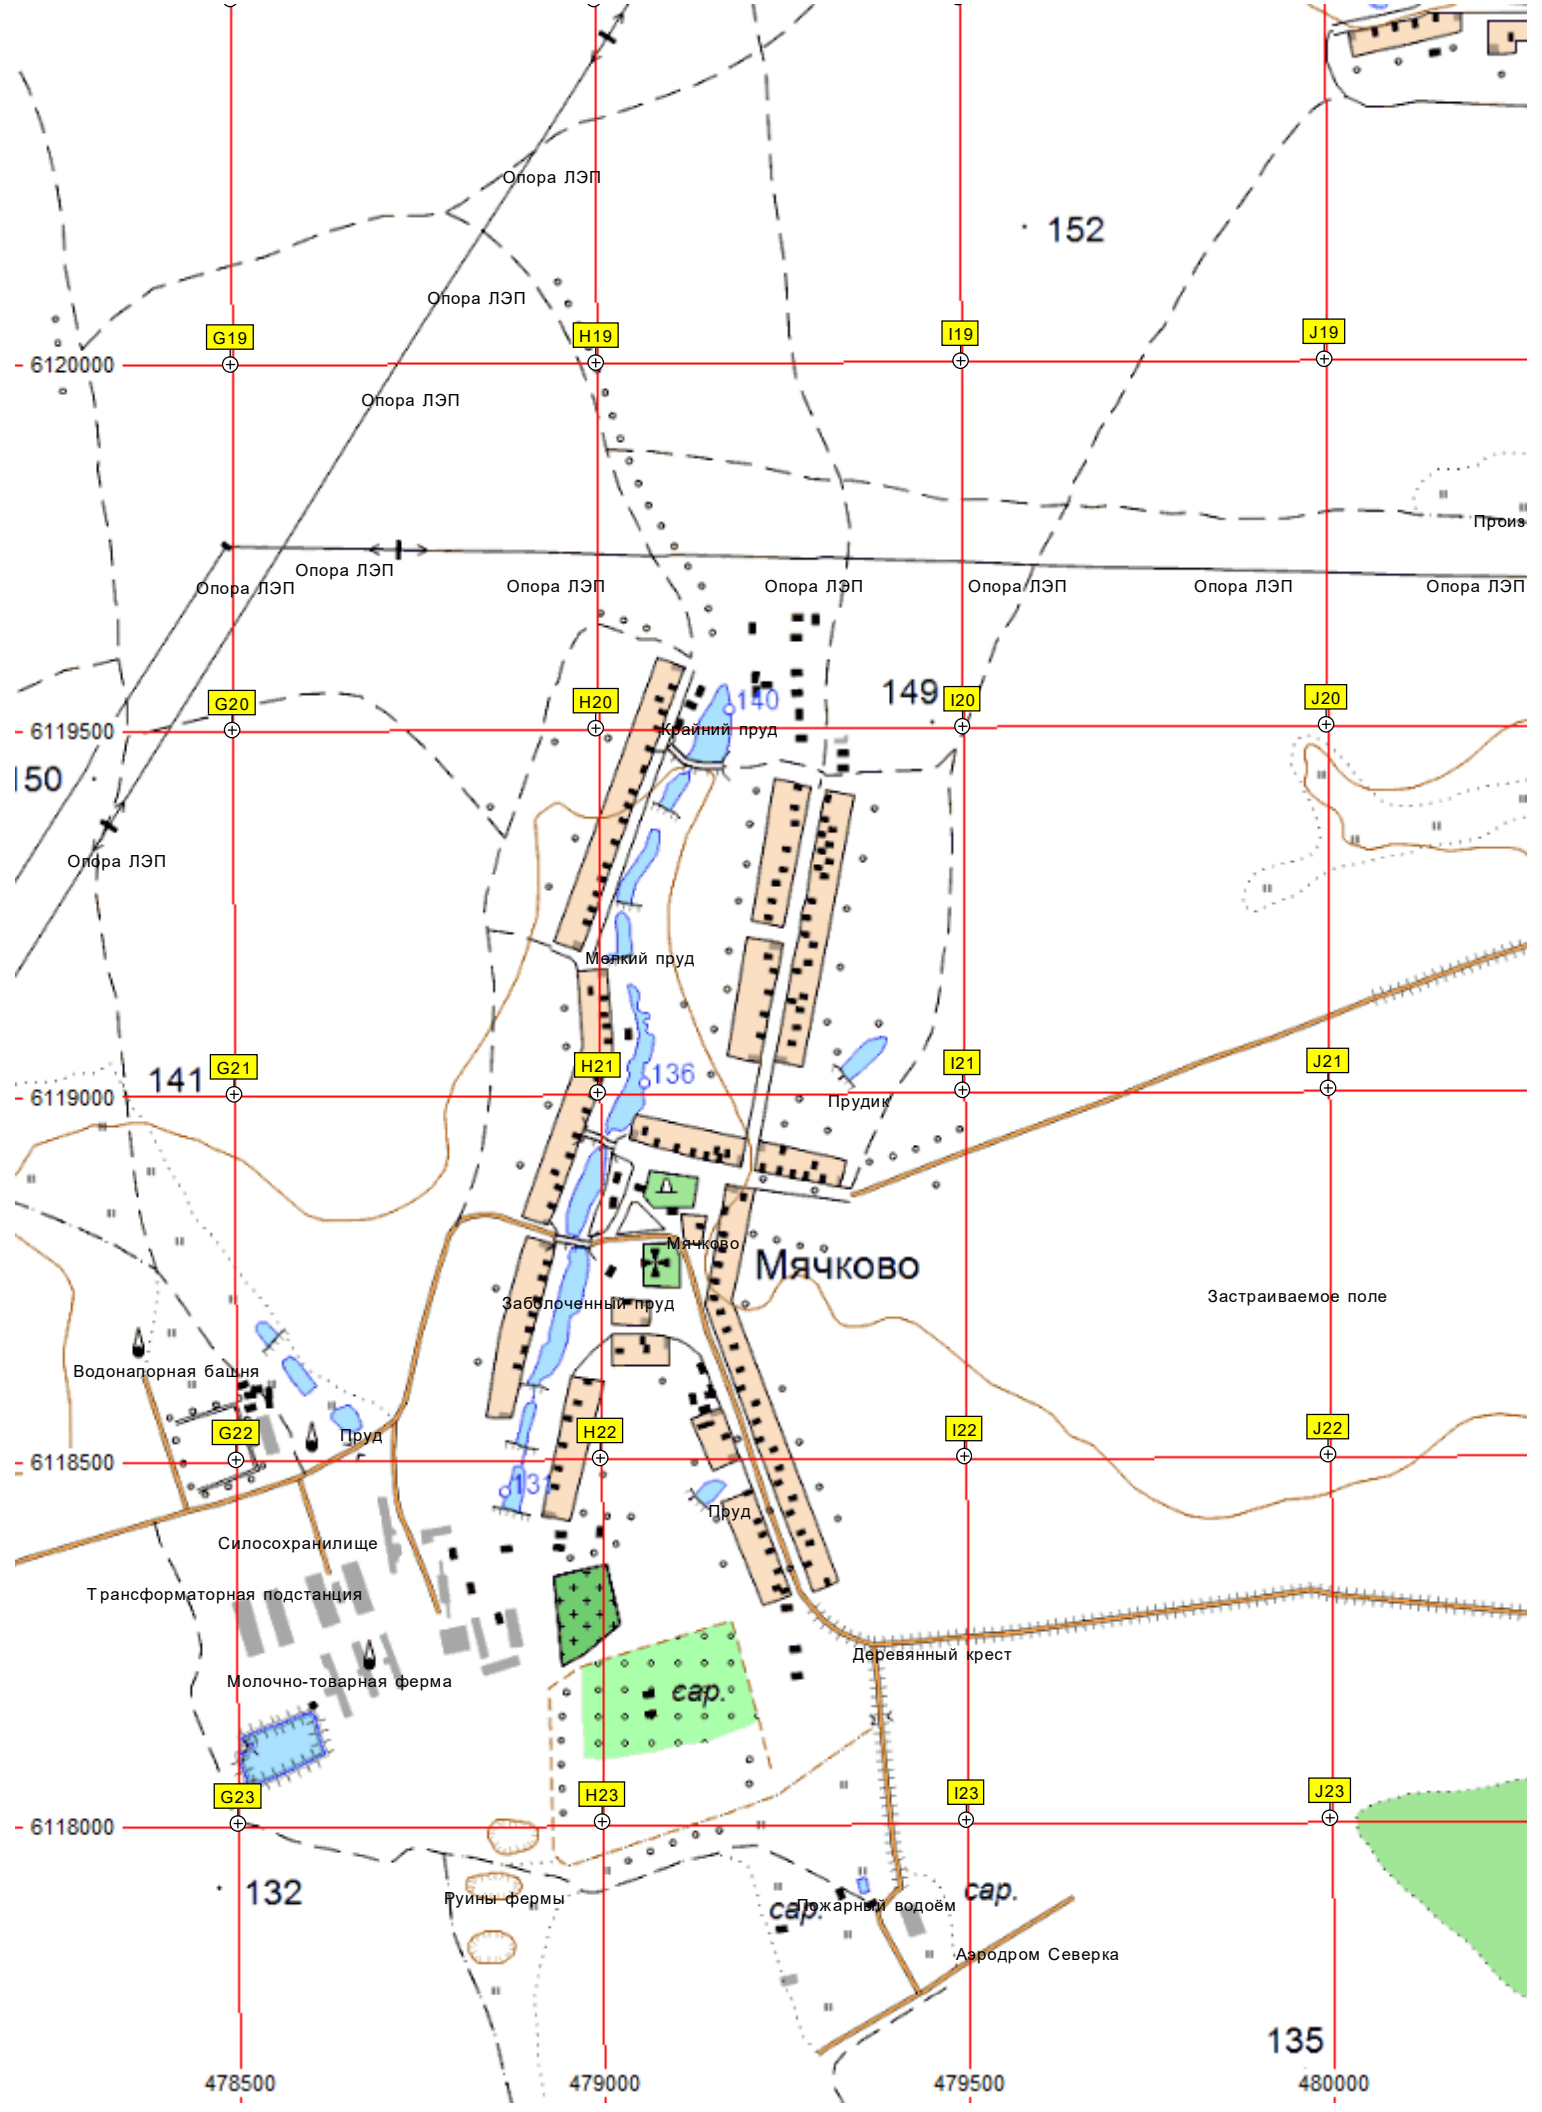 Опора ЛЭП
152
Опора ЛЭП
G19
H19
I19
J19
6120000
Опора ЛЭП
Произ
Опора ЛЭП
Опора ЛЭП
Опора ЛЭП
Опора ЛЭП
Опора ЛЭП
Опора ЛЭП
Опора ЛЭП
149
140
G20
H20
I20
J20
6119500
Крайний пруд
150
Опора ЛЭП
Мелкий пруд
G21
H21
I21
J21
141
136
6119000
Прудик
Мячково
Мячково
Заболоченный пруд
Застраиваемое поле
Водонапорная башня
G22
H22
I22
J22
Пруд
6118500
131
Пруд
Силосохранилище
Трансформаторная подстанция
Деревянный крест
Молочно-товарная ферма
сар.
G23
H23
I23
J23
6118000
132
Руины фермы
сар.
сар.
Пожарный водоём
Аэродром Северка
135
478500
479000
479500
480000